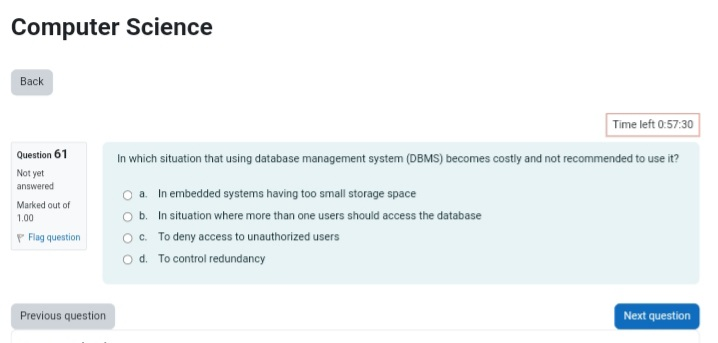 Computer Science
Back
Time left 0:57:30
Question 61
Not yet
answered
Marked out of
1.00
Flag question
In which situation that using database management system (DBMS) becomes costly and not recommended to use it?
a. In embedded systems having too small storage space
b. In situation where more than one users should access the database
c. To deny access to unauthorized users
d. To control redundancy
Previous question
Next question